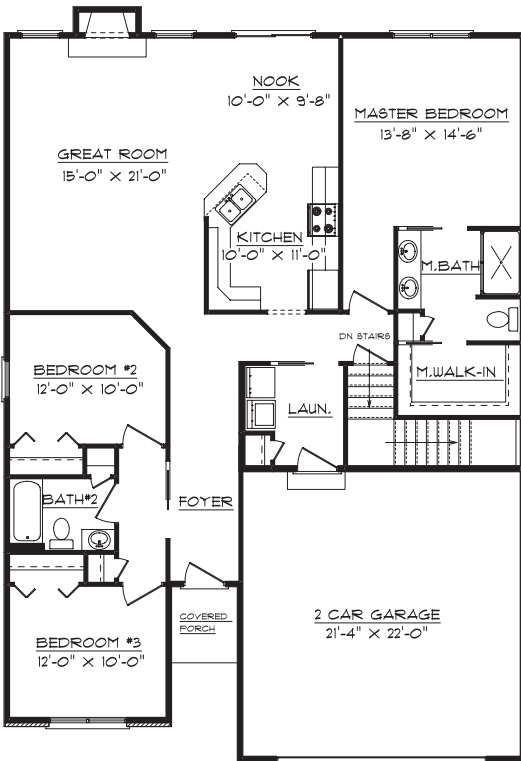 NOOK
10'-0" X 9'-8"
MASTER BEDROOM
13'-8" X 14'-6"
GREAT ROOM
15'-0" X 21'-0"
KITCHEN
10'-0" X 11'-0"
M.BATH
DN STAIRS
BEDROOM #2
12'-0" X 10'-0"
M.WALK-IN
LAUN.
BATH#2
FOYER
COVERED
PORCH
2 CAR GARAGE
21'-4" X 22'-0"
BEDROOM #3
12'-0" X 10'-0"